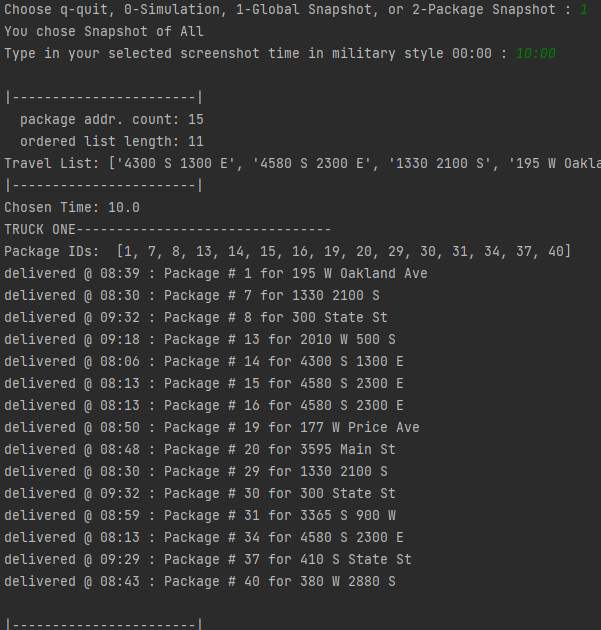 Choose q-quit, 0-Simulation, 1-Global Snapshot, or 2-Package Snapshot : 1
You chose Snapshot of All
Type in your selected screenshot time in military style 00:00 : 10:00
|-----------------------|
package addr. count: 15
ordered list length: 11
Travel List: ['4300 S 1300 E', '4580 S 2300 E', '1330 2100 S', '195 W Oakla
|-----------------------|
Chosen Time: 10.0
TRUCK ONE--------------------------------
Package IDs:  [1, 7, 8, 13, 14, 15, 16, 19, 20, 29, 30, 31, 34, 37, 40]
delivered @ 08:39 : Package # 1 for 195 W Oakland Ave
delivered @ 08:30 : Package # 7 for 1330 2100 S
delivered @ 09:32 : Package # 8 for 300 State St
delivered @ 09:18 : Package # 13 for 2010 W 500 S
delivered @ 08:06 : Package # 14 for 4300 S 1300 E
delivered @ 08:13 : Package # 15 for 4580 S 2300 E
delivered @ 08:13 : Package # 16 for 4580 S 2300 E
delivered @ 08:50 : Package # 19 for 177 W Price Ave
delivered @ 08:48 : Package # 20 for 3595 Main St
delivered @ 08:30 : Package # 29 for 1330 2100 S
delivered @ 09:32 : Package # 30 for 300 State St
delivered @ 08:59 : Package # 31 for 3365 S 900 W
delivered @ 08:13 : Package # 34 for 4580 S 2300 E
delivered @ 09:29 : Package # 37 for 410 S State St
delivered @ 08:43 : Package # 40 for 380 W 2880 S
|-----------------------|